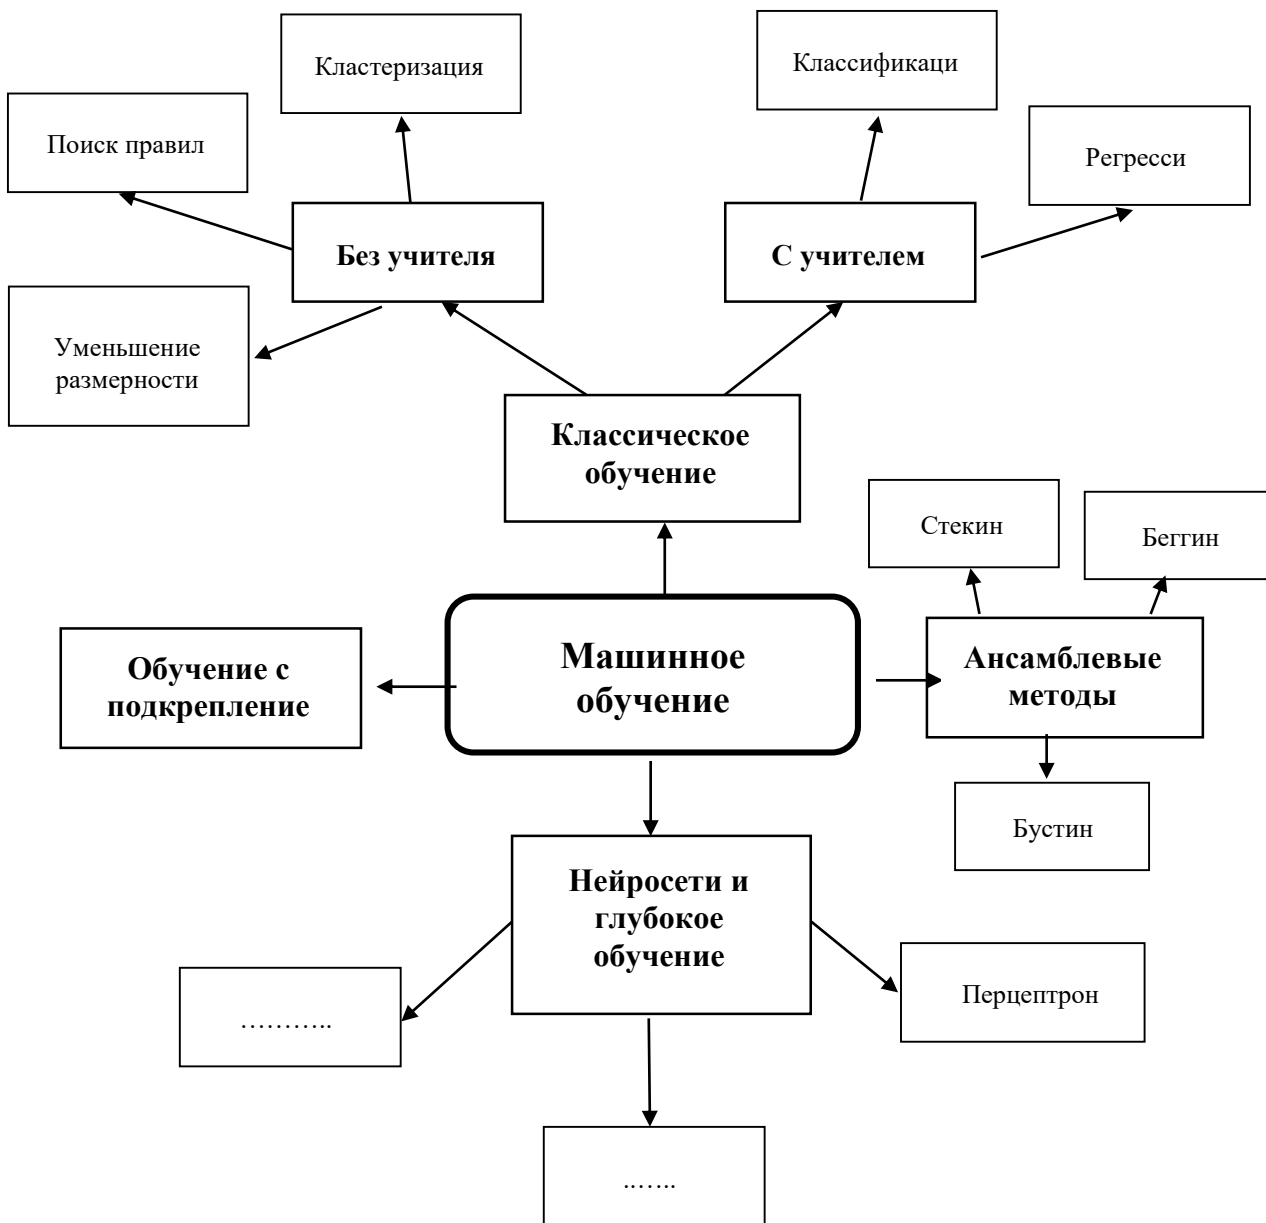 Кластеризация
Классификаци
Поиск правил
Регресси
Без учителя
С учителем
Уменьшение
размерности
Классическое
обучение
Стекин
Беггин
Машинное
обучение
Обучение с
подкрепление
Ансамблевые
методы
Бустин
Нейросети и
глубокое
обучение
Перцептрон
………..
..…..